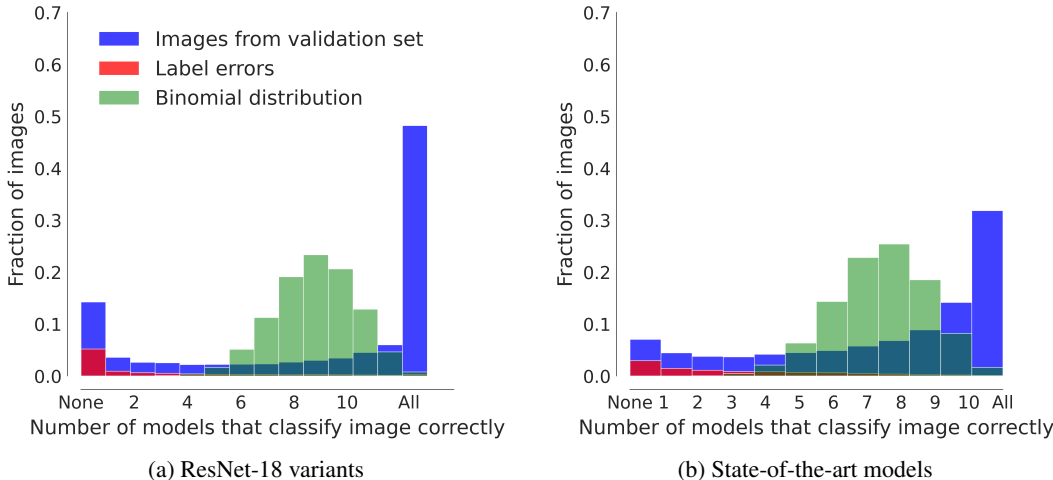 0.7
0.6
0.5
0.4
0.3
0.2
0.1
0.0
Fraction of images
Images from validation set
Label errors
Binomial distribution
None 2 4 6 8 10 All
Number of models that classify image correctly
(a) ResNet-18 variants
0.7
0.6
0.5
0.4
0.3
0.2
0.1
0.0
Fraction of images
None 1 2 3 4 5 6 7 8 9 10 All
Number of models that classify image correctly
(b) State-of-the-art models